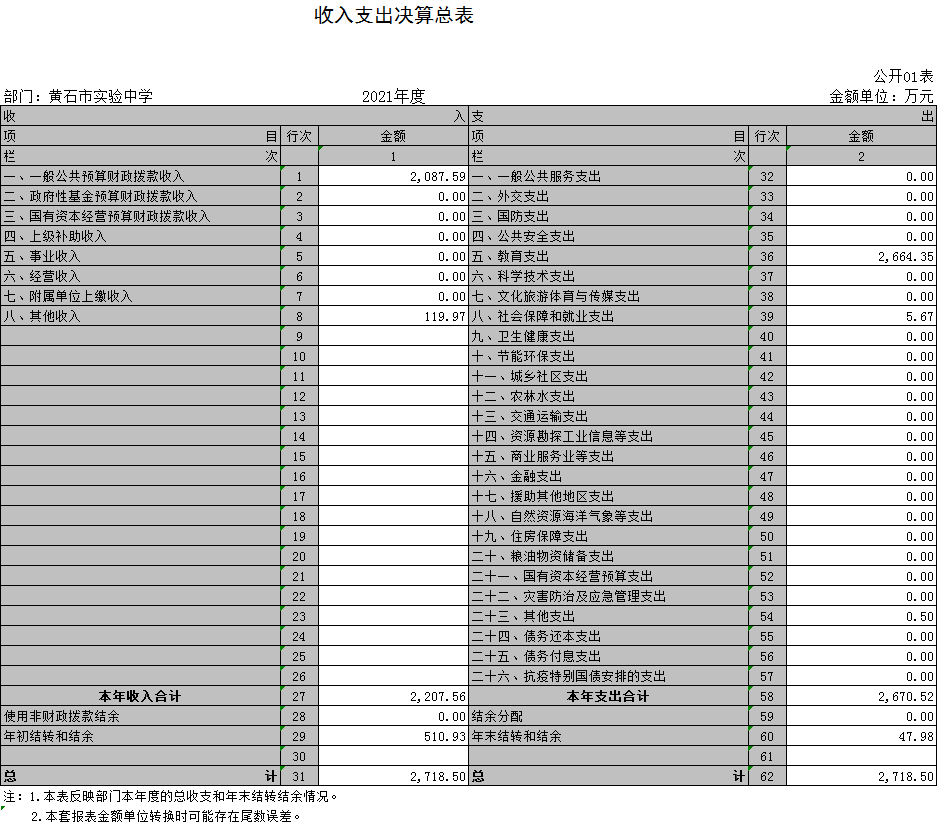 收入支出决算总表
公开01表
部门：黄石市实验中学 2021年度 金额单位：万元
收 入 支 出
项 目 行次 金额 项 目 行次 金额
栏 次 1 栏 次 2
一、一般公共预算财政拨款收入 1 2,087.59 一、一般公共服务支出 32 0.00
二、政府性基金预算财政拨款收入 2 0.00 二、外交支出 33 0.00
三、国有资本经营预算财政拨款收入 3 0.00 三、国防支出 34 0.00
四、上级补助收入 4 0.00 四、公共安全支出 35 0.00
五、事业收入 5 0.00 五、教育支出 36 2,664.35
六、经营收入 6 0.00 六、科学技术支出 37 0.00
七、附属单位上缴收入 7 0.00 七、文化旅游体育与传媒支出 38 0.00
八、其他收入 8 119.97 八、社会保障和就业支出 39 5.67
9 九、卫生健康支出 40 0.00
10 十、节能环保支出 41 0.00
11 十一、城乡社区支出 42 0.00
12 十二、农林水支出 43 0.00
13 十三、交通运输支出 44 0.00
14 十四、资源勘探工业信息等支出 45 0.00
15 十五、商业服务业等支出 46 0.00
16 十六、金融支出 47 0.00
17 十七、援助其他地区支出 48 0.00
18 十八、自然资源海洋气象等支出 49 0.00
19 十九、住房保障支出 50 0.00
20 二十、粮油物资储备支出 51 0.00
21 二十一、国有资本经营预算支出 52 0.00
22 二十二、灾害防治及应急管理支出 53 0.00
23 二十三、其他支出 54 0.50
24 二十四、债务还本支出 55 0.00
25 二十五、债务付息支出 56 0.00
26 二十六、抗疫特别国债安排的支出 57 0.00
本年收入合计 27 2,207.56 本年支出合计 58 2,670.52
使用非财政拨款结余 28 0.00 结余分配 59 0.00
年初结转和结余 29 510.93 年末结转和结余 60 47.98
30 61
总 计 31 2,718.50 总 计 62 2,718.50
注：1.本表反映部门本年度的总收支和年末结转结余情况。
2.本套报表金额单位转换时可能存在尾数误差。